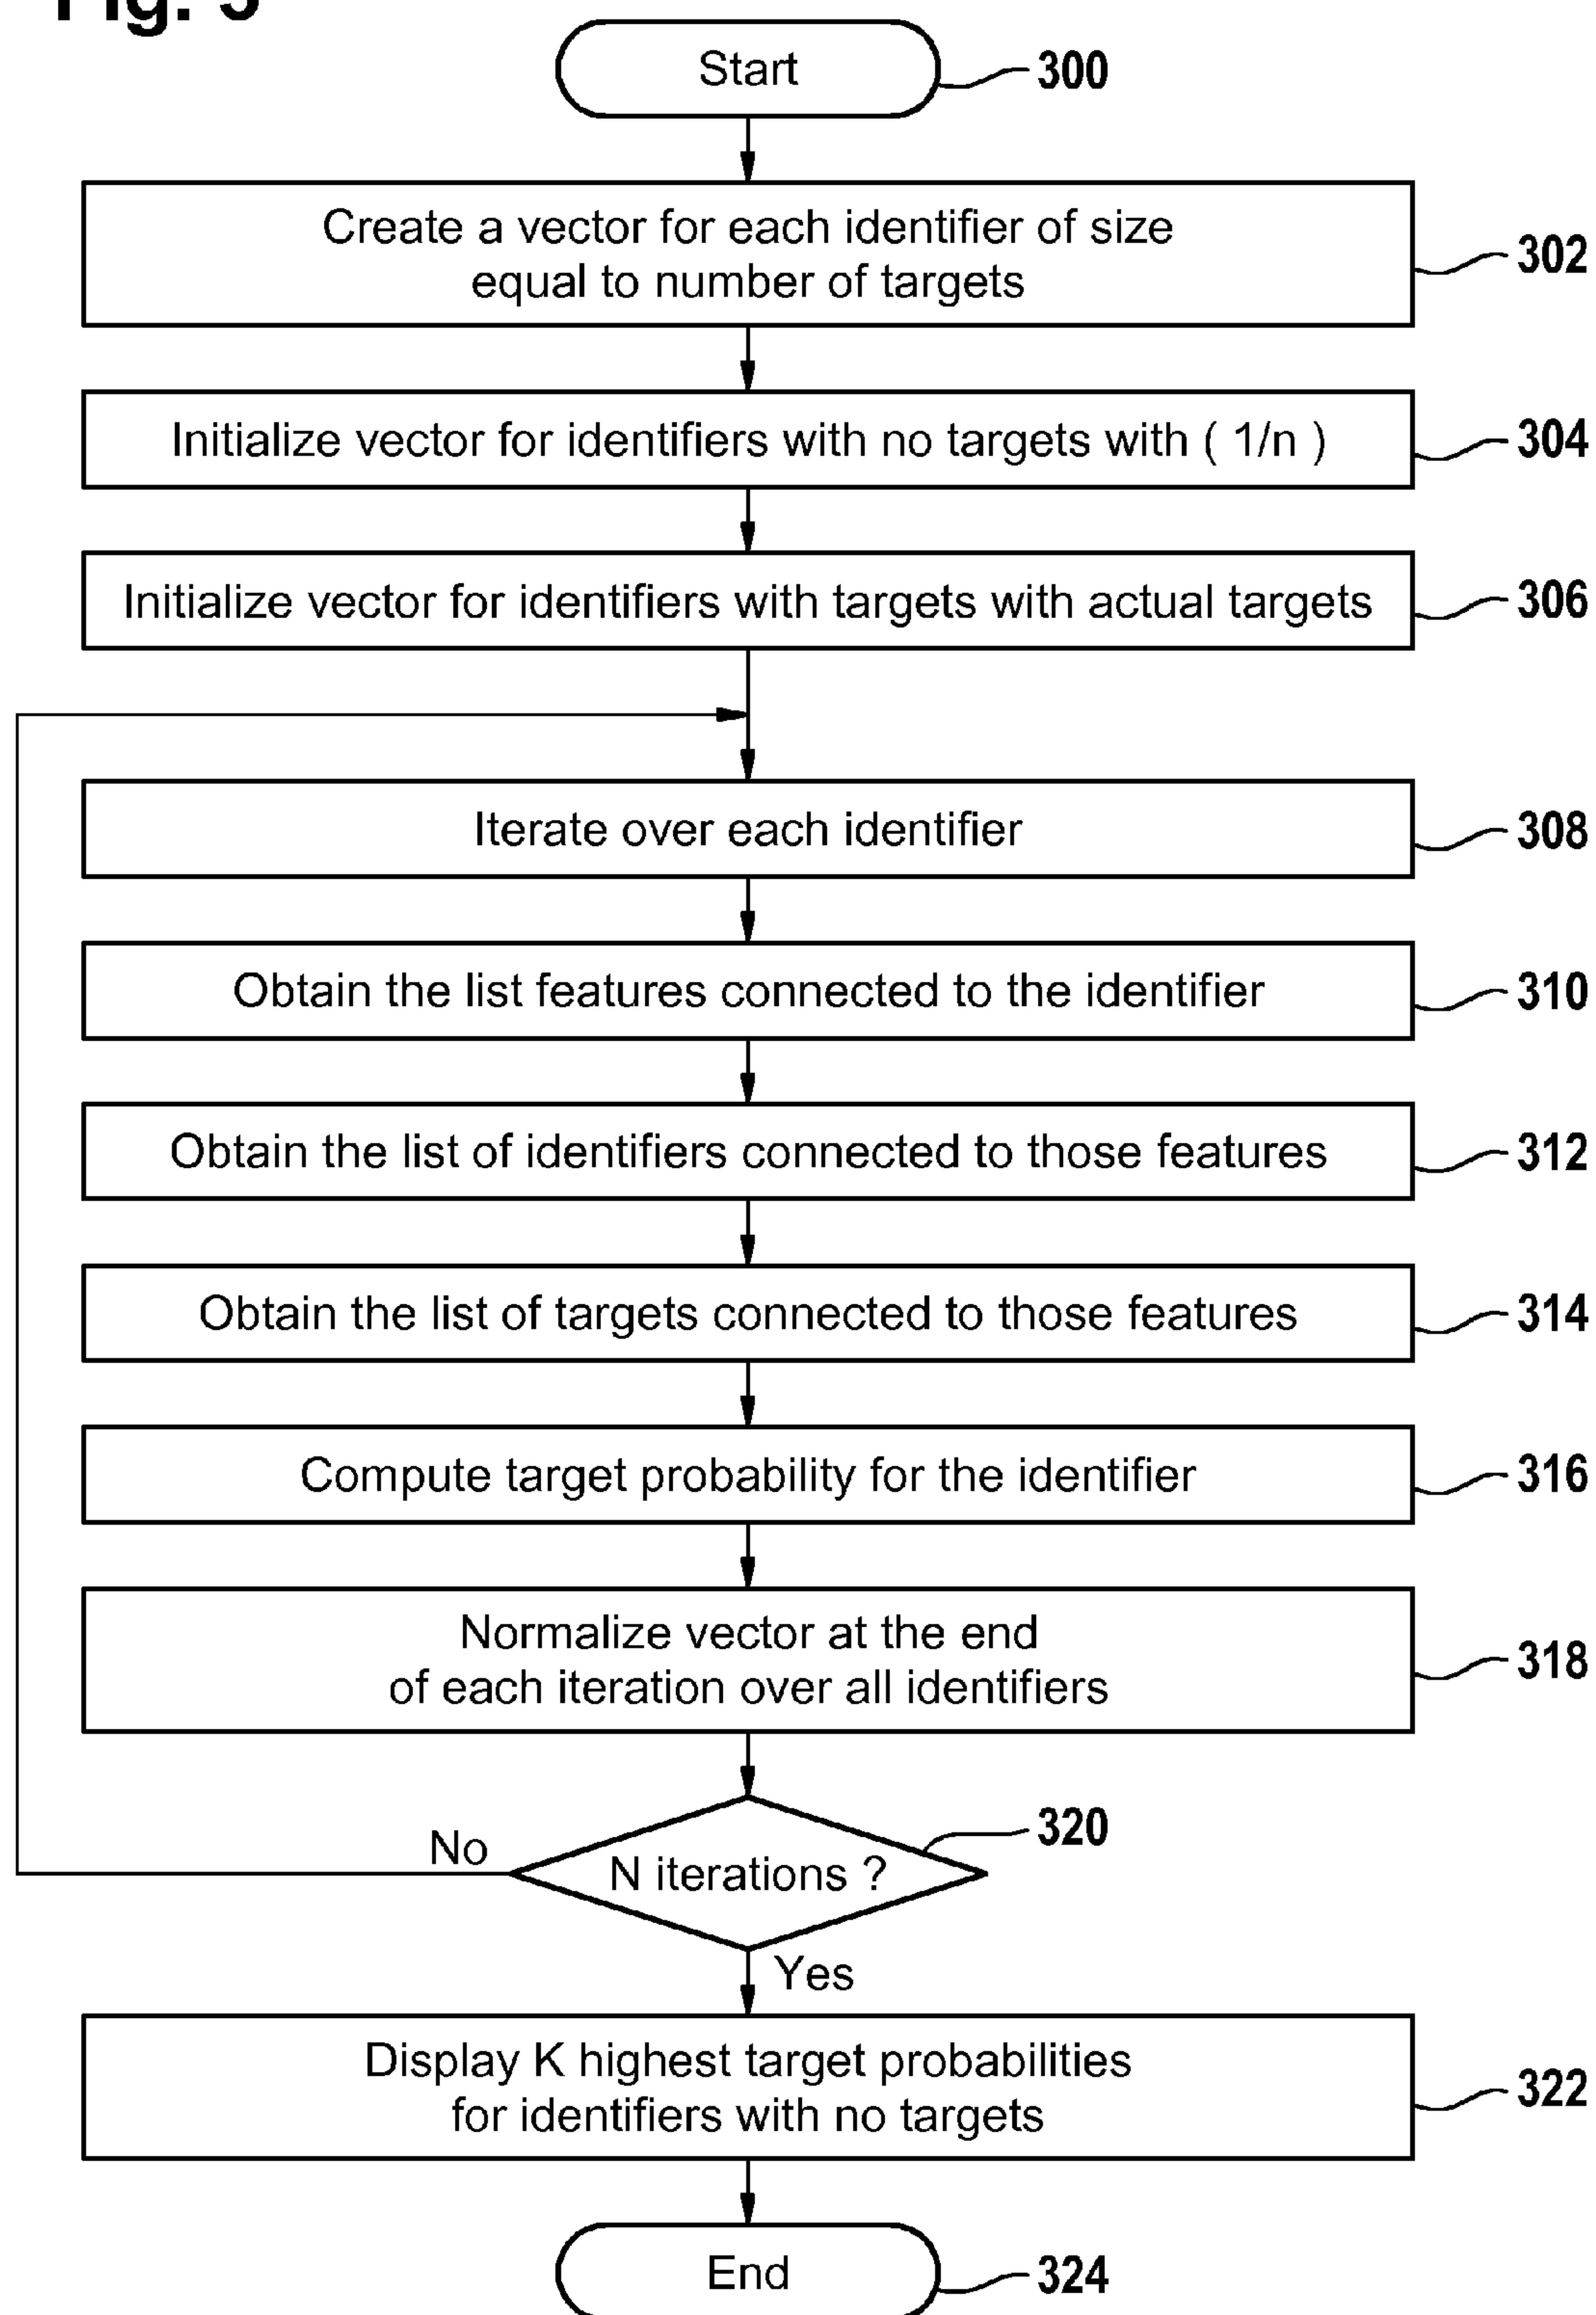 Fig. 3
Start
300
Create a vector for each identifier of size
equal to number of targets
302
Initialize vector for identifiers with no targets with ( 1/n )
304
Initialize vector for identifiers with targets with actual targets
306
Iterate over each identifier
308
Obtain the list features connected to the identifier
310
Obtain the list of identifiers connected to those features
312
Obtain the list of targets connected to those features
314
Compute target probability for the identifier
316
Normalize vector at the end
of each iteration over all identifiers
318
320
No
N iterations ?
Yes
Display K highest target probabilities
for identifiers with no targets
322
End
324